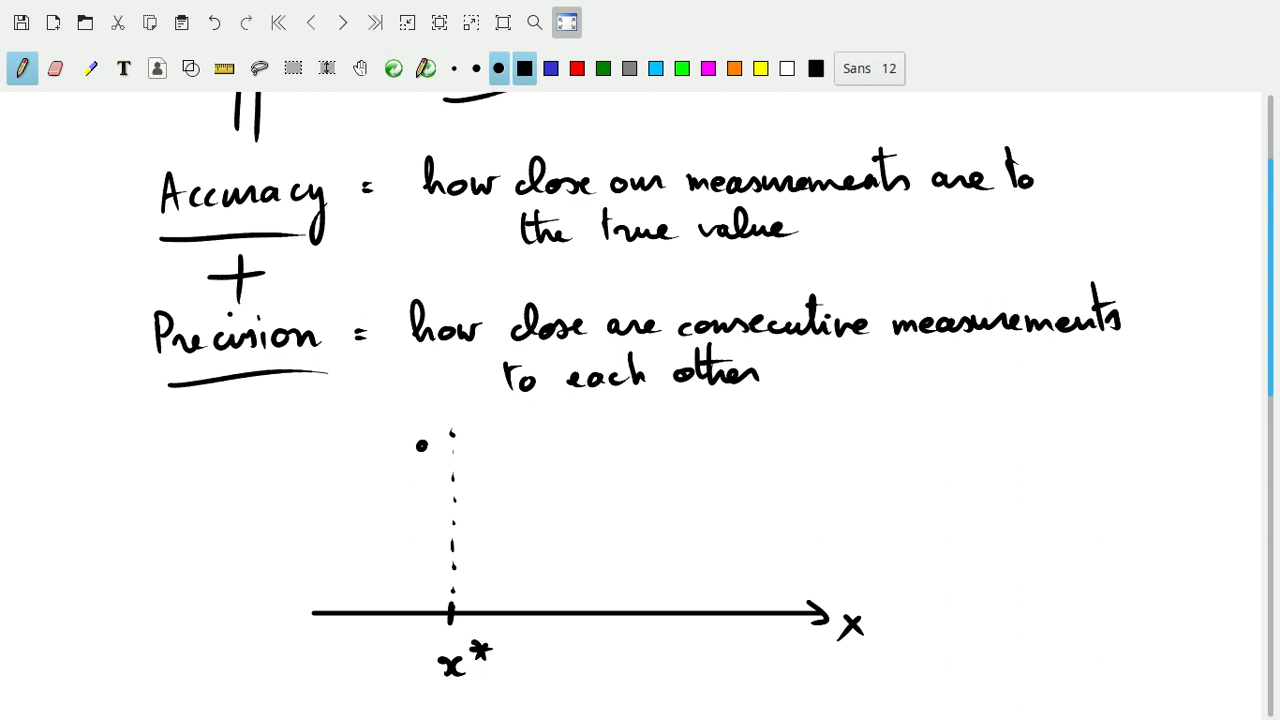 Sans 12
Accuracy = how close our measurements are to
the true value
+
Precision = how close are consecutive measurements
to each other
x
x*